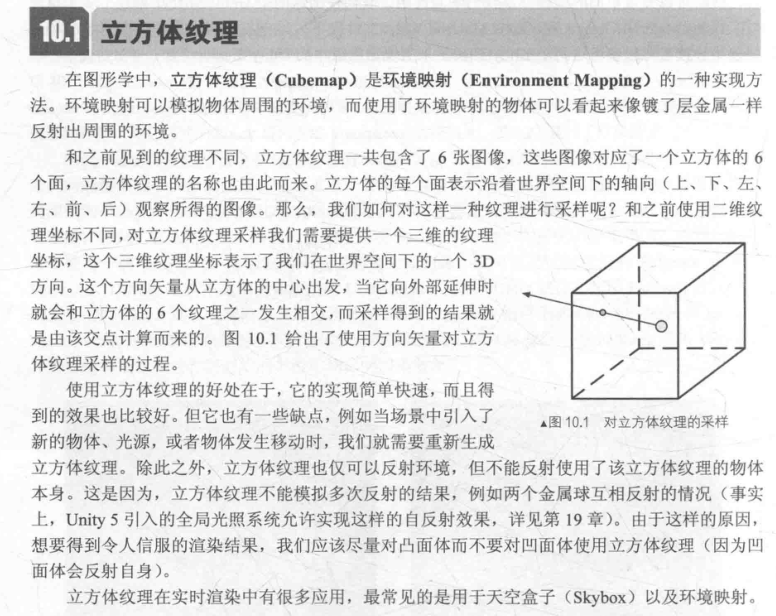 10.1 立方体纹理
在图形学中，立方体纹理（Cubemap）是环境映射（Environment Mapping）的一种实现方
法。环境映射可以模拟物体周围的环境，而使用了环境映射的物体可以看起来像镀了层金属一样
反射出周围的环境。
和之前见到的纹理不同，立方体纹理一共包含了 6 张图像，这些图像对应了一个立方体的 6
个面，立方体纹理的名称也由此而来。立方体的每个面表示沿着世界空间下的轴向（上、下、左、
右、前、后）观察所得的图像。那么，我们如何对这样一种纹理进行采样呢？和之前使用二维纹
理坐标不同，对立方体纹理采样我们需要提供一个三维的纹理
坐标，这个三维纹理坐标表示了我们在世界空间下的一个 3D
方向。这个方向矢量从立方体的中心出发，当它向外部延伸时
就会和立方体的 6 个纹理之一发生相交，而采样得到的结果就
是由该交点计算而来的。图 10.1 给出了使用方向矢量对立方
体纹理采样的过程。
使用立方体纹理的好处在于，它的实现简单快速，而且得
到的效果也比较好。但它也有一些缺点，例如当场景中引入了
▲图 10.1 对立方体纹理的采样
新的物体、光源，或者物体发生移动时，我们就需要重新生成
立方体纹理。除此之外，立方体纹理也仅可以反射环境，但不能反射使用了该立方体纹理的物体
本身。这是因为，立方体纹理不能模拟多次反射的结果，例如两个金属球互相反射的情况（事实
上，Unity 5 引入的全局光照系统允许实现这样的自反射效果，详见第 19 章）。由于这样的原因，
想要得到令人信服的渲染结果，我们应该尽量对凸面体而不要对凹面体使用立方体纹理（因为凹
面体会反射自身）。
立方体纹理在实时渲染中有很多应用，最常见的是用于天空盒子（Skybox）以及环境映射。